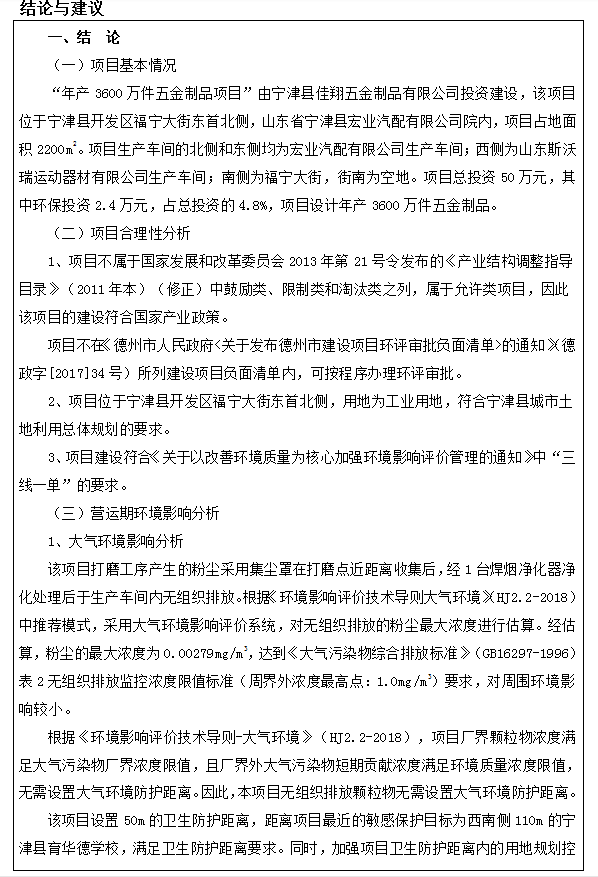 结论与建议
一、结 论
（一）项目基本情况
“年产 3600 万件五金制品项目”由宁津县佳翔五金制品有限公司投资建设，该项目
位于宁津县开发区福宁大街东首北侧，山东省宁津县宏业汽配有限公司院内，项目占地面
积 2200m²。项目生产车间的北侧和东侧均为宏业汽配有限公司生产车间；西侧为山东斯沃
瑞运动器材有限公司生产车间；南侧为福宁大街，街南为空地。项目总投资 50 万元，其
中环保投资 2.4 万元，占总投资的 4.8%，项目设计年产 3600 万件五金制品。
（二）项目合理性分析
1、项目不属于国家发展和改革委员会 2013 年第 21 号令发布的《产业结构调整指导
目录》（2011 年本）（修正）中鼓励类、限制类和淘汰类之列，属于允许类项目，因此
该项目的建设符合国家产业政策。
项目不在《德州市人民政府<关于发布德州市建设项目环评审批负面清单>的通知》（德
政字[2017]34 号）所列建设项目负面清单内，可按程序办理环评审批。
2、项目位于宁津县开发区福宁大街东首北侧，用地为工业用地，符合宁津县城市土
地利用总体规划的要求。
3、项目建设符合《关于以改善环境质量为核心加强环境影响评价管理的通知》中“三
线一单”的要求。
（三）营运期环境影响分析
1、大气环境影响分析
该项目打磨工序产生的粉尘采用集尘罩在打磨点近距离收集后，经 1 台焊烟净化器净
化处理后于生产车间内无组织排放。根据《环境影响评价技术导则大气环境》（HJ2.2-2018）
中推荐模式，采用大气环境影响评价系统，对无组织排放的粉尘最大浓度进行估算。经估
算，粉尘的最大浓度为 0.00279mg/m³，达到《大气污染物综合排放标准》（GB16297-1996）
表 2 无组织排放监控浓度限值标准（周界外浓度最高点：1.0mg/m³）要求，对周围环境影
响较小。
根据《环境影响评价技术导则-大气环境》（HJ2.2-2018），项目厂界颗粒物浓度满
足大气污染物厂界浓度限值，且厂界外大气污染物短期贡献浓度满足环境质量浓度限值，
无需设置大气环境防护距离。因此，本项目无组织排放颗粒物无需设置大气环境防护距离。
该项目设置 50m 的卫生防护距离，距离项目最近的敏感保护目标为西南侧 110m 的宁
津县育华德学校，满足卫生防护距离要求。同时，加强项目卫生防护距离内的用地规划控